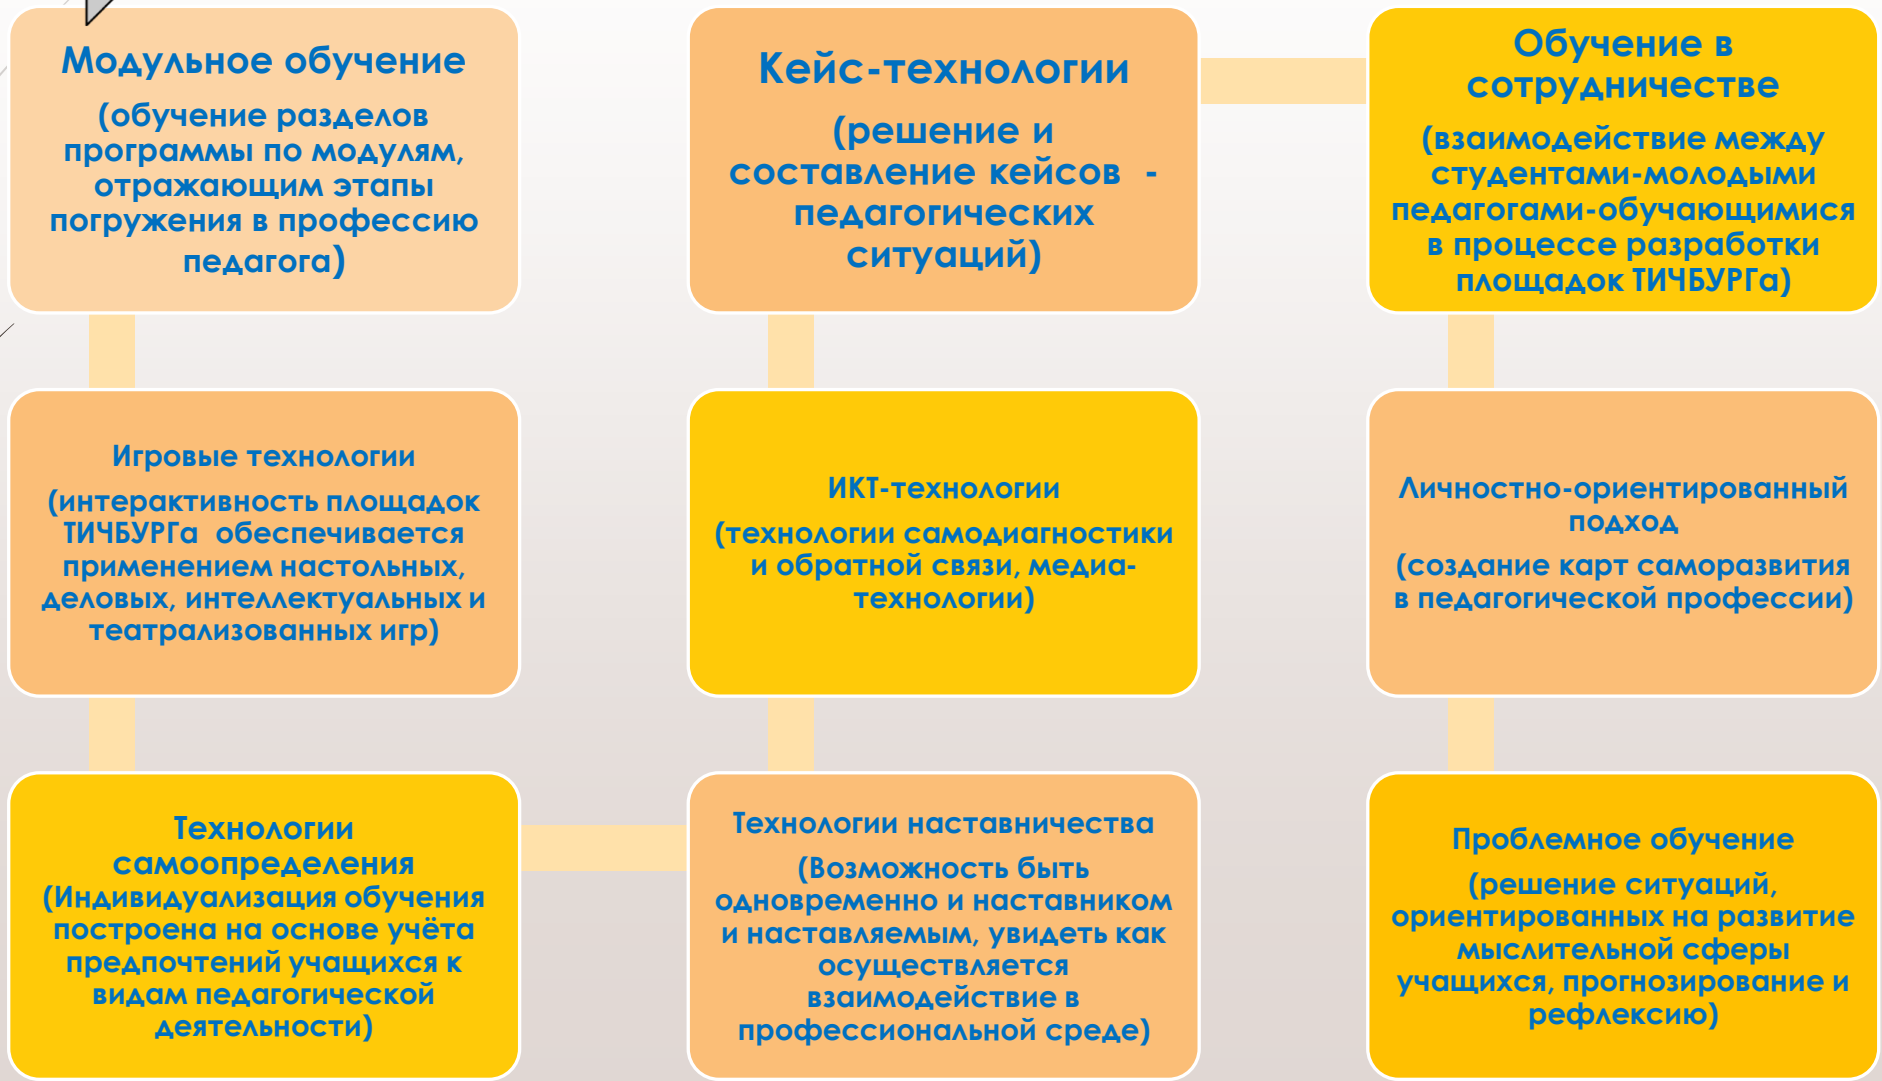 Модульное обучение
(обучение разделов
программы по модулям,
отражающим этапы
погружения в профессию
педагога)
Игровые технологии
(интерактивность площадок
ТИЧБУРГа обеспечивается
применением настольных,
деловых, интеллектуальных и
театрализованных игр)
Технологии
самоопределения
(Индивидуализация обучения
построена на основе учёта
предпочтений учащихся к
видам педагогической
деятельности)
Технологии наставничества
(Возможность быть
одновременно и наставником
и наставляемым, увидеть как
осуществляется
взаимодействие в
профессиональной среде)
ИКТ-технологии
(технологии самодиагностики
и обратной связи, медиа-
технологии)
Кейс-технологии
(решение и
составление кейсов -
педагогических
ситуаций)
Обучение в
сотрудничестве
(взаимодействие между
студентами-молодыми
педагогами-обучающимися
в процессе разработки
площадок ТИЧБУРГа)
Личностно-ориентированный
подход
(создание карт саморазвития
в педагогической профессии)
Проблемное обучение
(решение ситуаций,
ориентированных на развитие
мыслительной сферы
учащихся, прогнозирование и
рефлексию)